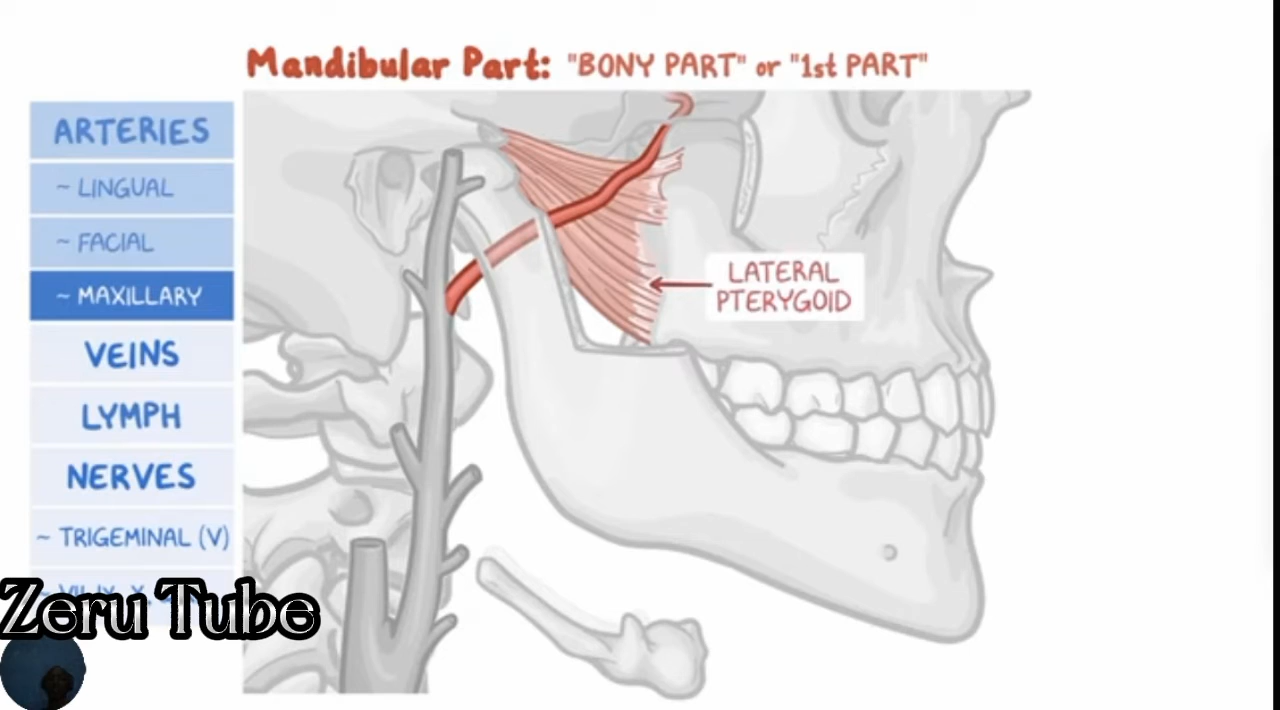 Mandibular Part: "BONY PART" or "1st PART"
ARTERIES
~ LINGUAL
~ FACIAL
~ MAXILLARY
VEINS
LYMPH
NERVES
~ TRIGEMINAL (V)
LATERAL
PTERYGOID
Zeru Tube